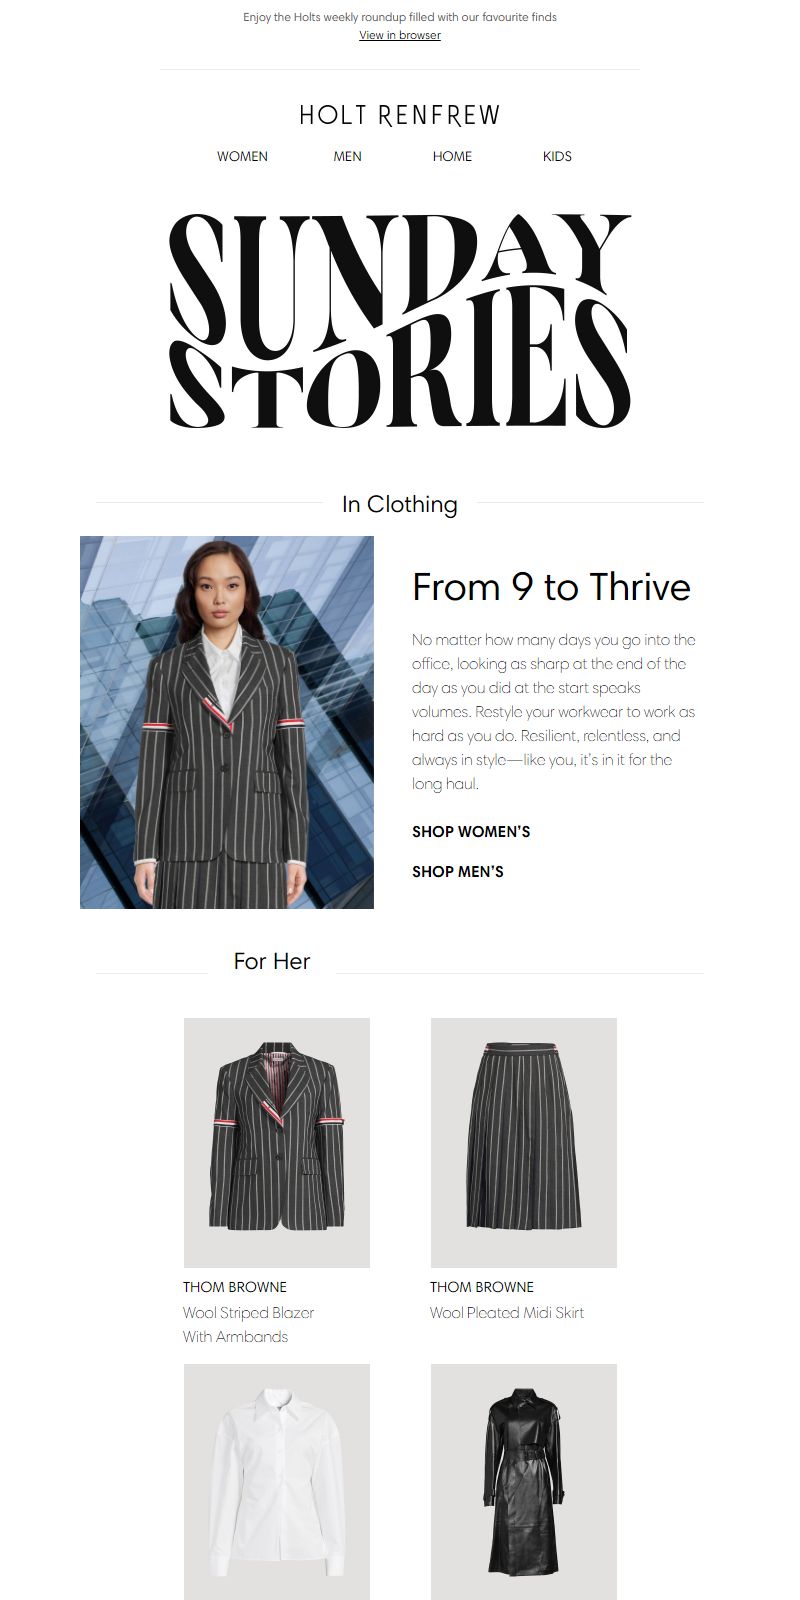 Enjoy the Holts weekly roundup filled with our favourite finds
View in browser
HOLT RENFREW
WOMEN MEN HOME KIDS
SUNDAY
STORIES
In Clothing
From 9 to Thrive
No matter how many days you go into the
office, looking as sharp at the end of the
day as you did at the start speaks
volumes. Restyle your workwear to work as
hard as you do. Resilient, relentless, and
always in style—like you, it’s in it for the
long haul.
SHOP WOMEN’S
SHOP MEN’S
For Her
THOM BROWNE
Wool Striped Blazer
With Armbands
THOM BROWNE
Wool Pleated Midi Skirt